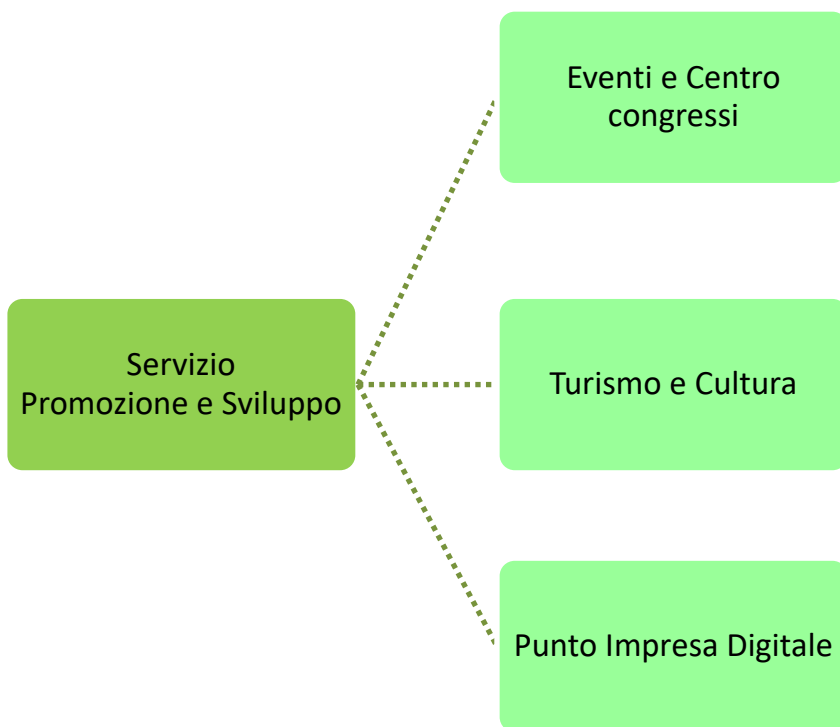 Eventi e Centro
congressi
Servizio
Promozione e Sviluppo
Turismo e Cultura
Punto Impresa Digitale